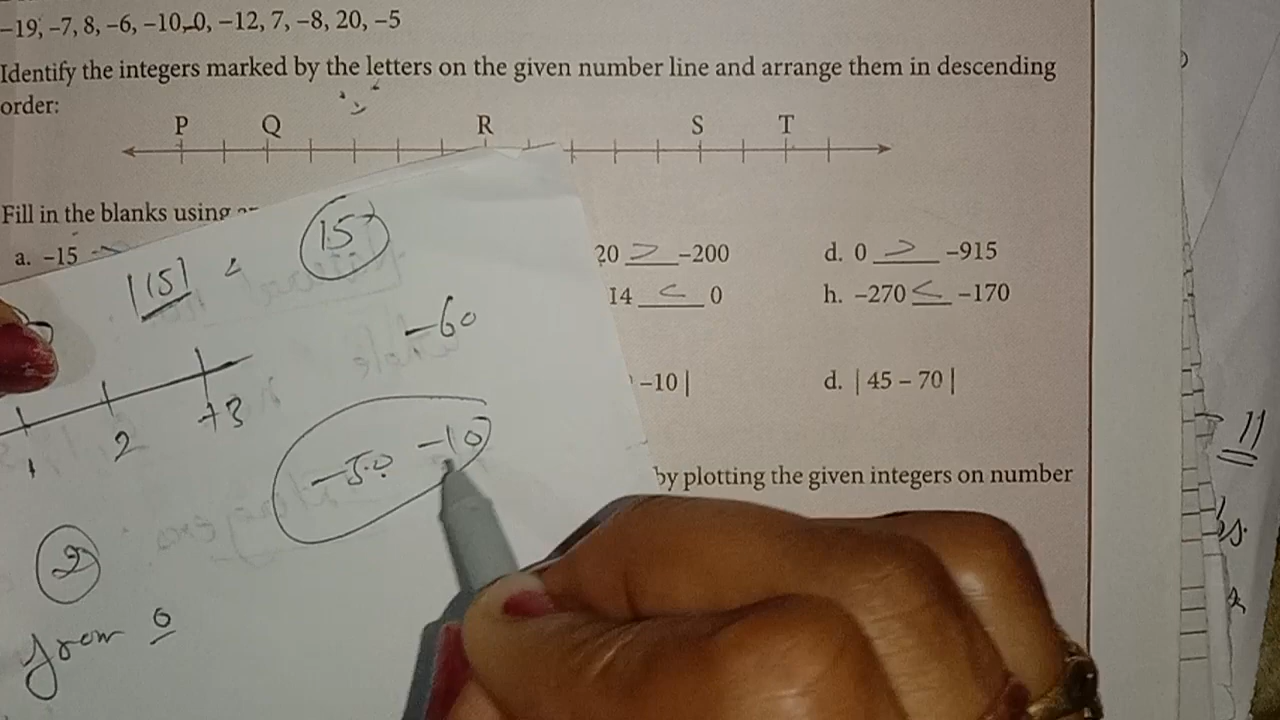 −19, −7, 8, −6, −10, 0, −12, 7, −8, 20, −5
Identify the integers marked by the letters on the given number line and arrange them in descending
order:
P Q R S T
Fill in the blanks using
a. −15
20 > −200
d. 0 > −915
14 < 0
h. −270 < −170
−10 |
d. | 45 − 70 |
by plotting the given integers on number
|15| < 15
−60
1 2 +3
−50 −10
2
from 0
11